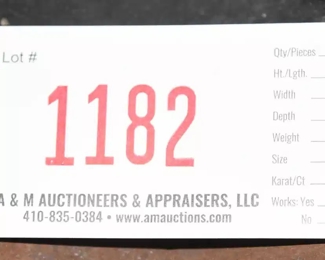 Lot #
1182
A & M AUCTIONEERS & APPRAISERS, LLC
410-835-0384 • www.amauctions.com
Qty/Pieces
Ht./Lgth.
Width
Depth
Weight
Size
Karat/Ct
Works: Yes
No